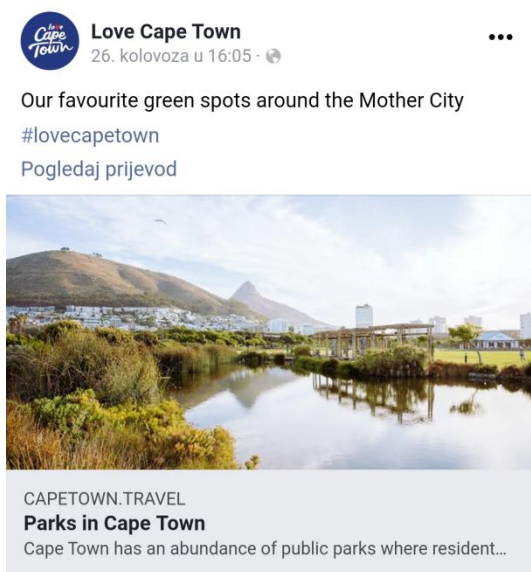 love
Cape
Town
Love Cape Town
26. kolovoza u 16:05 ·
Our favourite green spots around the Mother City
#lovecapetown
Pogledaj prijevod
CAPETOWN.TRAVEL
Parks in Cape Town
Cape Town has an abundance of public parks where resident...